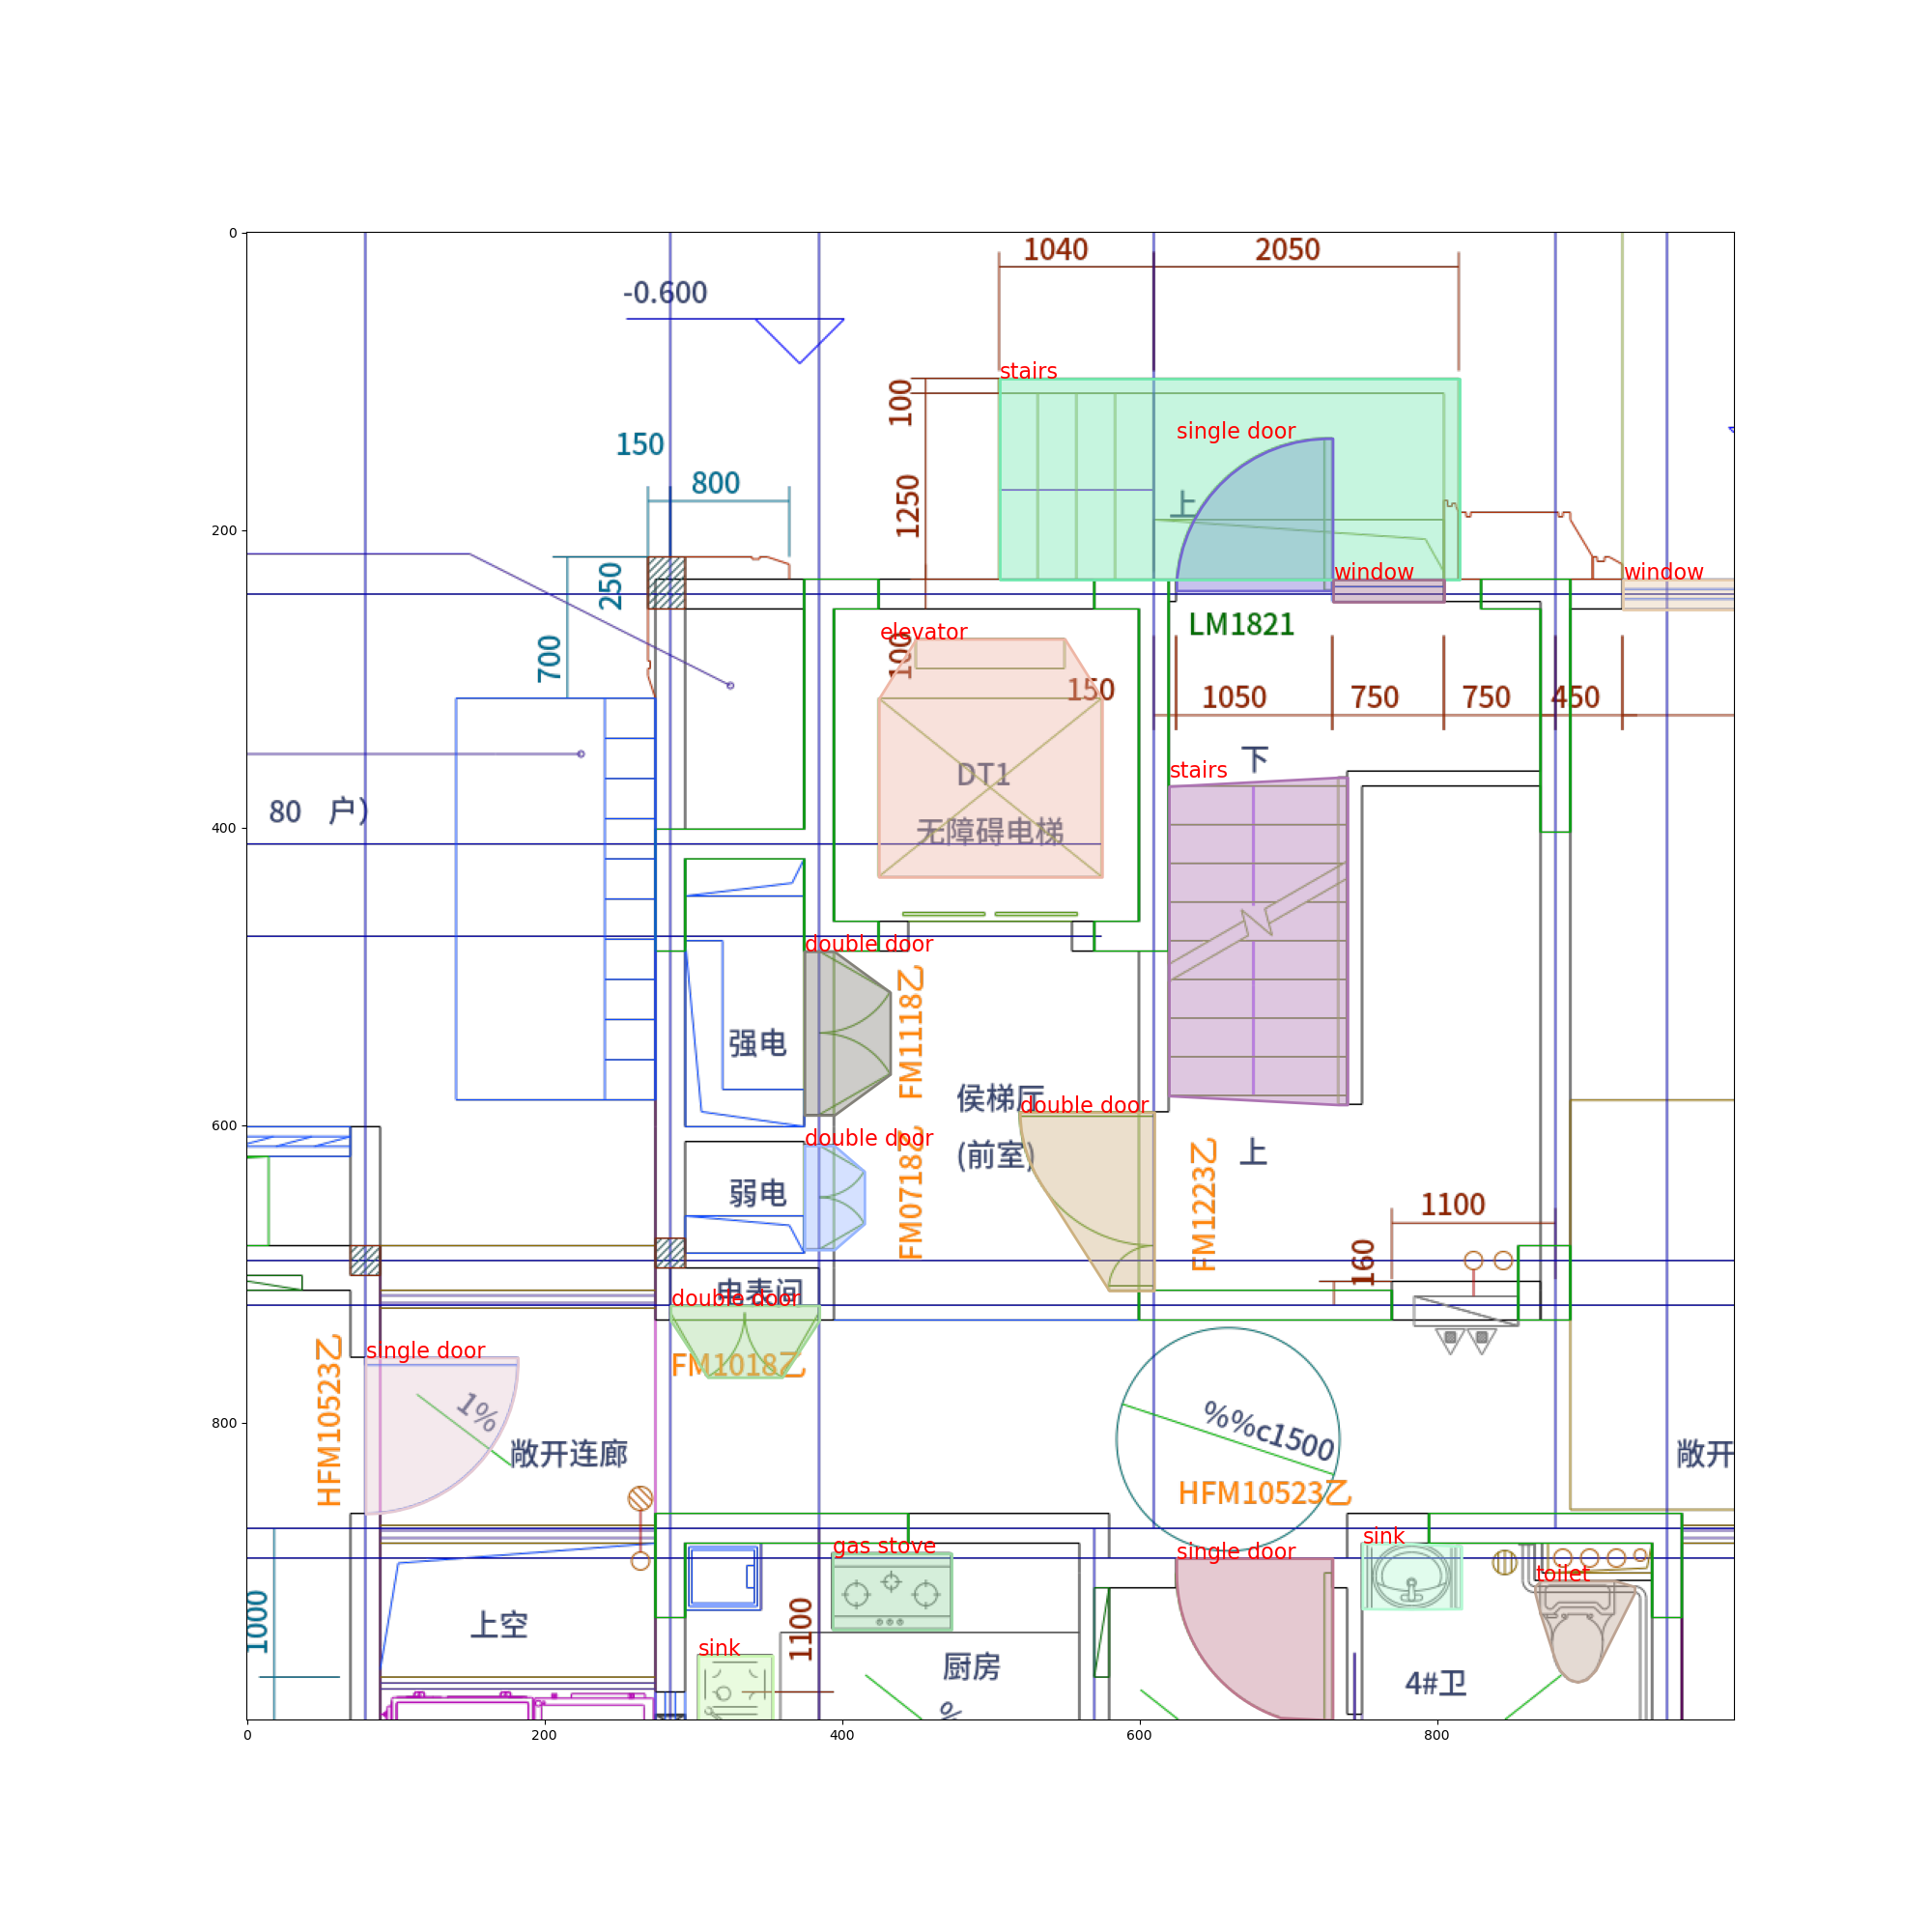 0
1040
2050
-0.600
stairs
100
single door
150
800
1250
上
200
250
window
window
LM1821
elevator
100
700
150
1050
750
750
450
下
stairs
DT1
80 户)
无障碍电梯
400
double door
FM1118乙
强电
侯梯厅
double door
600
double door
FM0718乙
(前室)
FM1223乙
上
弱电
1100
160
电表间
double door
single door
FM1018乙
HFM10523乙
1%
800
敞开连廊
%%c1500
敞开
HFM10523乙
sink
gas stove
single door
toilet
1000
上空
1100
sink
厨房
4#卫
%
0
200
400
600
800